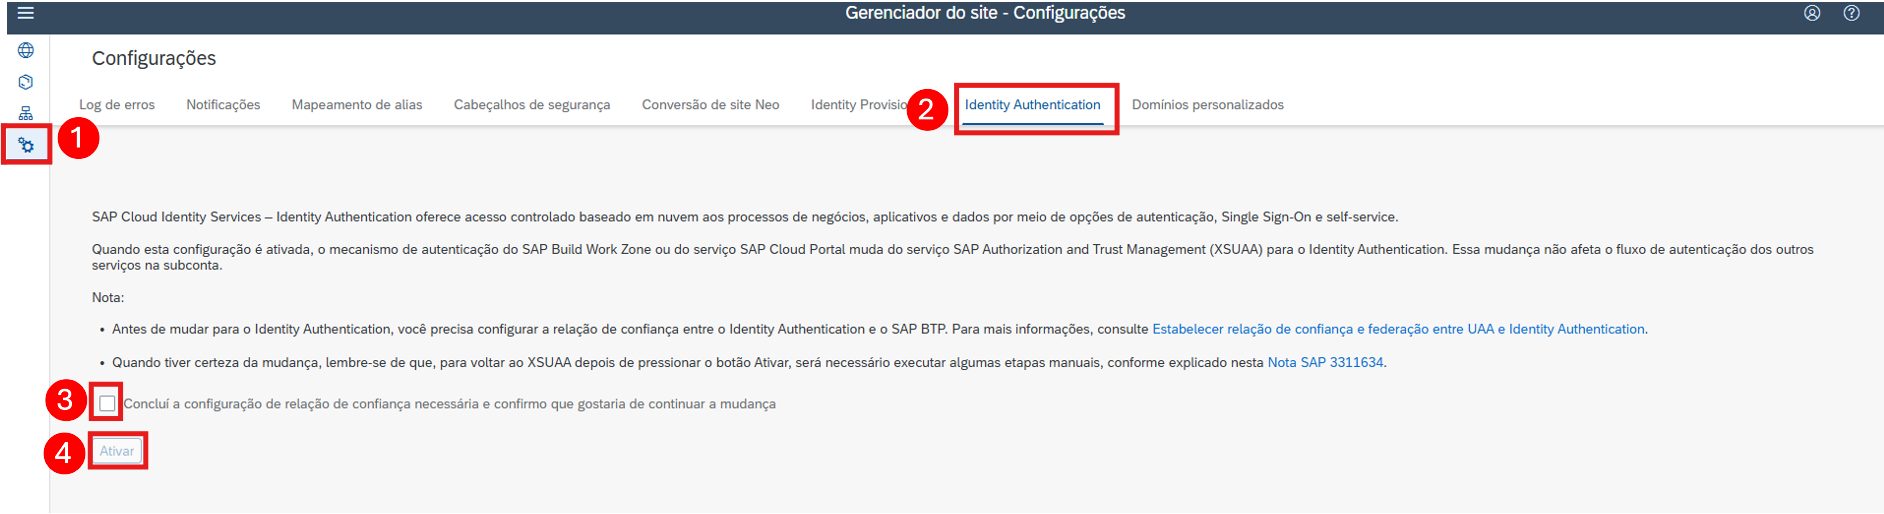 Gerenciador do site - Configurações
Configurações
Log de erros Notificações Mapeamento de alias Cabeçalhos de segurança Conversão de site Neo Identity Provisio 2 Identity Authentication Domínios personalizados
1
SAP Cloud Identity Services – Identity Authentication oferece acesso controlado baseado em nuvem aos processos de negócios, aplicativos e dados por meio de opções de autenticação, Single Sign-On e self-service.
Quando esta configuração é ativada, o mecanismo de autenticação do SAP Build Work Zone ou do serviço SAP Cloud Portal muda do serviço SAP Authorization and Trust Management (XSUAA) para o Identity Authentication. Essa mudança não afeta o fluxo de autenticação dos outros
serviços na subconta.
Nota:
• Antes de mudar para o Identity Authentication, você precisa configurar a relação de confiança entre o Identity Authentication e o SAP BTP. Para mais informações, consulte Estabelecer relação de confiança e federação entre UAA e Identity Authentication.
• Quando tiver certeza da mudança, lembre-se de que, para voltar ao XSUAA depois de pressionar o botão Ativar, será necessário executar algumas etapas manuais, conforme explicado nesta Nota SAP 3311634.
3 Concluí a configuração de relação de confiança necessária e confirmo que gostaria de continuar a mudança
4 Ativar